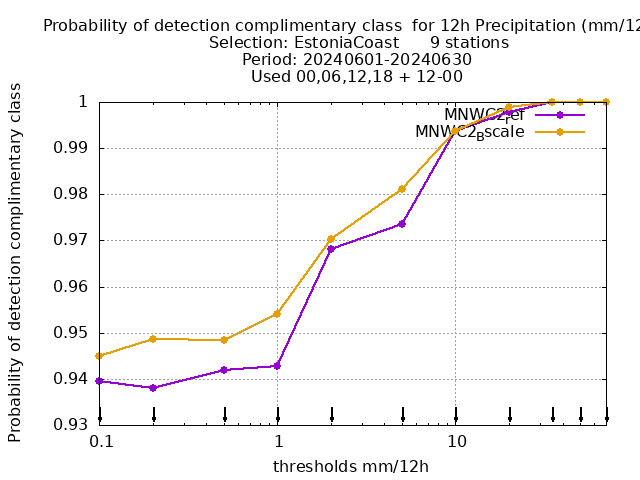 Probability of detection complimentary class  for 12h Precipitation (mm/12
Selection: EstoniaCoast      9 stations
Period: 20240601-20240630
Used 00,06,12,18 + 12-00
Probability of detection complimentary class
1
0.99
0.98
0.97
0.96
0.95
0.94
0.93
MNWC2ref
MNWC2Bscale
0.1
1
10
thresholds mm/12h